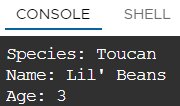 CONSOLE SHELL
Species: Toucan
Name: Lil' Beans
Age: 3